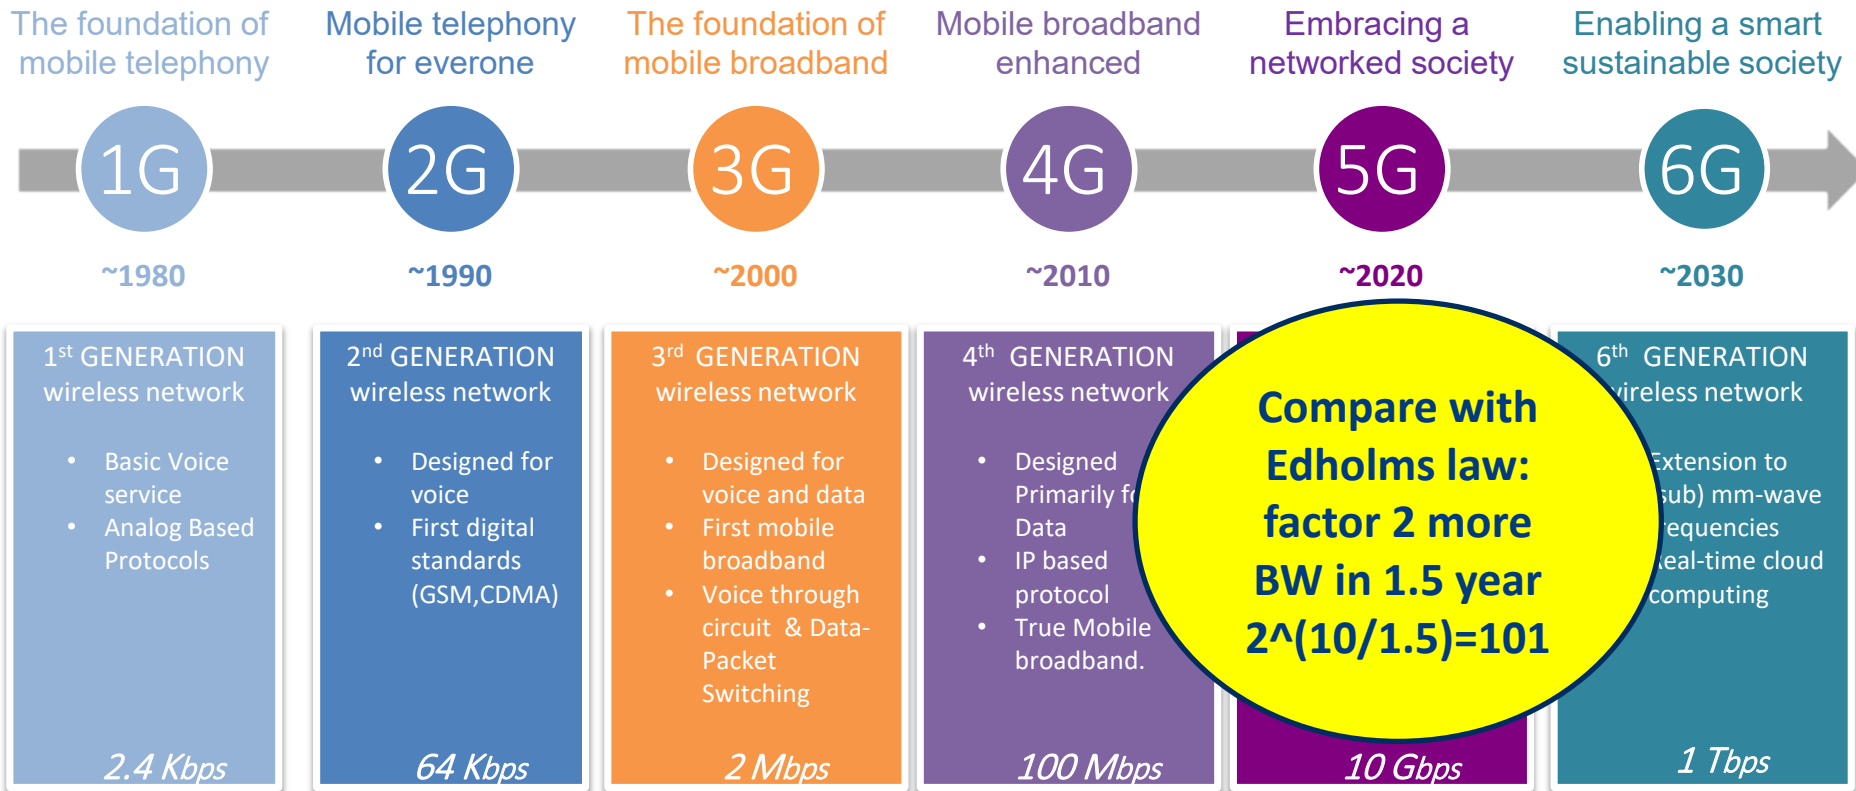 The foundation of
mobile telephony
Mobile telephony
for everone
The foundation of
mobile broadband
Mobile broadband
enhanced
Embracing a
networked society
Enabling a smart
sustainable society
1G
2G
3G
4G
5G
6G
~1980
~1990
~2000
~2010
~2020
~2030
1st GENERATION
wireless network
• Basic Voice
service
• Analog Based
Protocols
2.4 Kbps
2nd GENERATION
wireless network
• Designed for
voice
• First digital
standards
(GSM,CDMA)
64 Kbps
3rd GENERATION
wireless network
• Designed for
voice and data
• First mobile
broadband
• Voice through
circuit & Data-
Packet
Switching
2 Mbps
4th GENERATION
wireless network
• Designed
Primarily
Data
• IP based
protocol
• True Mobile
broadband.
100 Mbps
Compare with
Edholms law:
factor 2 more
BW in 1.5 year
2^(10/1.5)=101
10 Gbps
6th GENERATION
network
Extension to
mm-wave
cloud
computing
1 Tbps